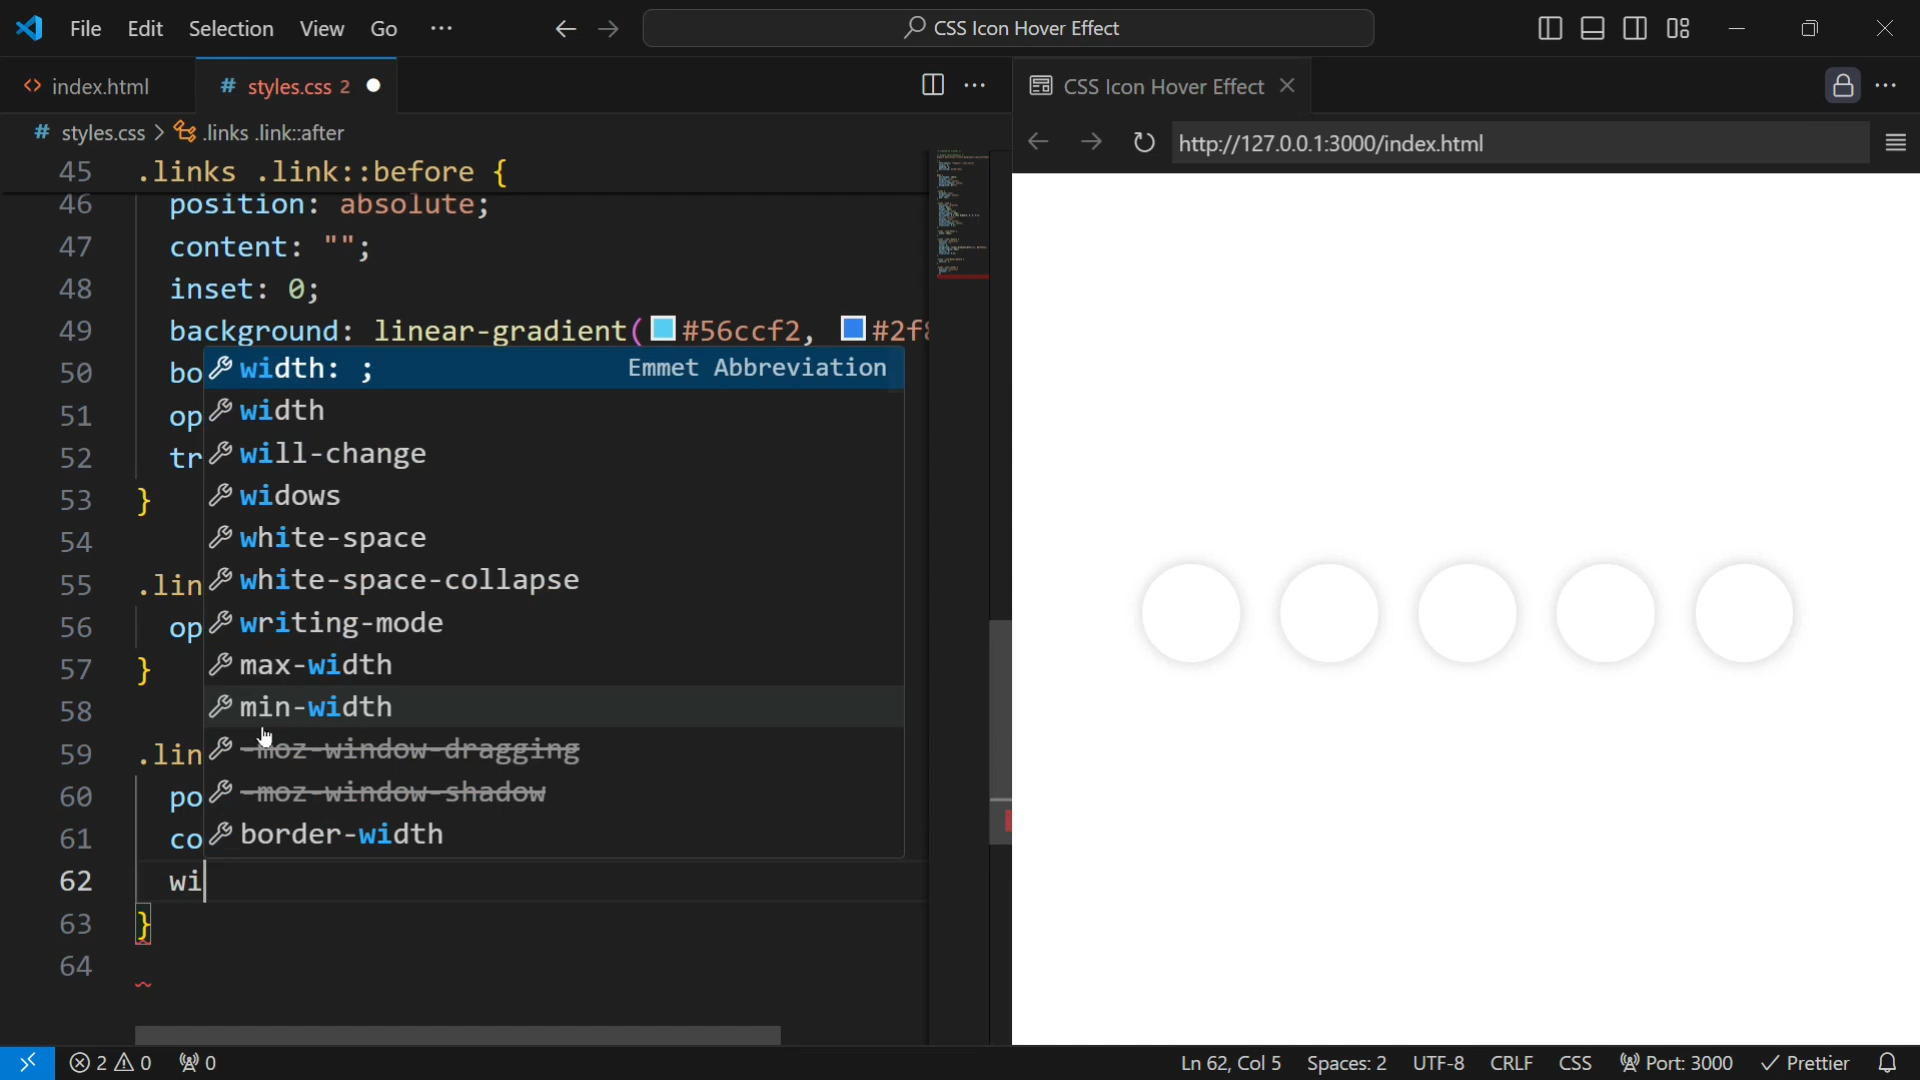 File Edit Selection View Go ··· CSS Icon Hover Effect
index.html # styles.css 2
CSS Icon Hover Effect
# styles.css > .links .link::after
http://127.0.0.1:3000/index.html
45 .links .link::before {
46 position: absolute;
47 content: "";
48 inset: 0;
49 background: linear-gradient(#56ccf2, #2f8
50 bo
51 op
52 tr
53 }
54
55 .lin
56 op
57 }
58
59 .lin
60 po
61 co
62 wi
63 }
64
width: ; Emmet Abbreviation
width
will-change
widows
white-space
white-space-collapse
writing-mode
max-width
min-width
-moz-window-dragging
-moz-window-shadow
border-width
2 0 0 Ln 62, Col 5 Spaces: 2 UTF-8 CRLF CSS Port: 3000 Prettier